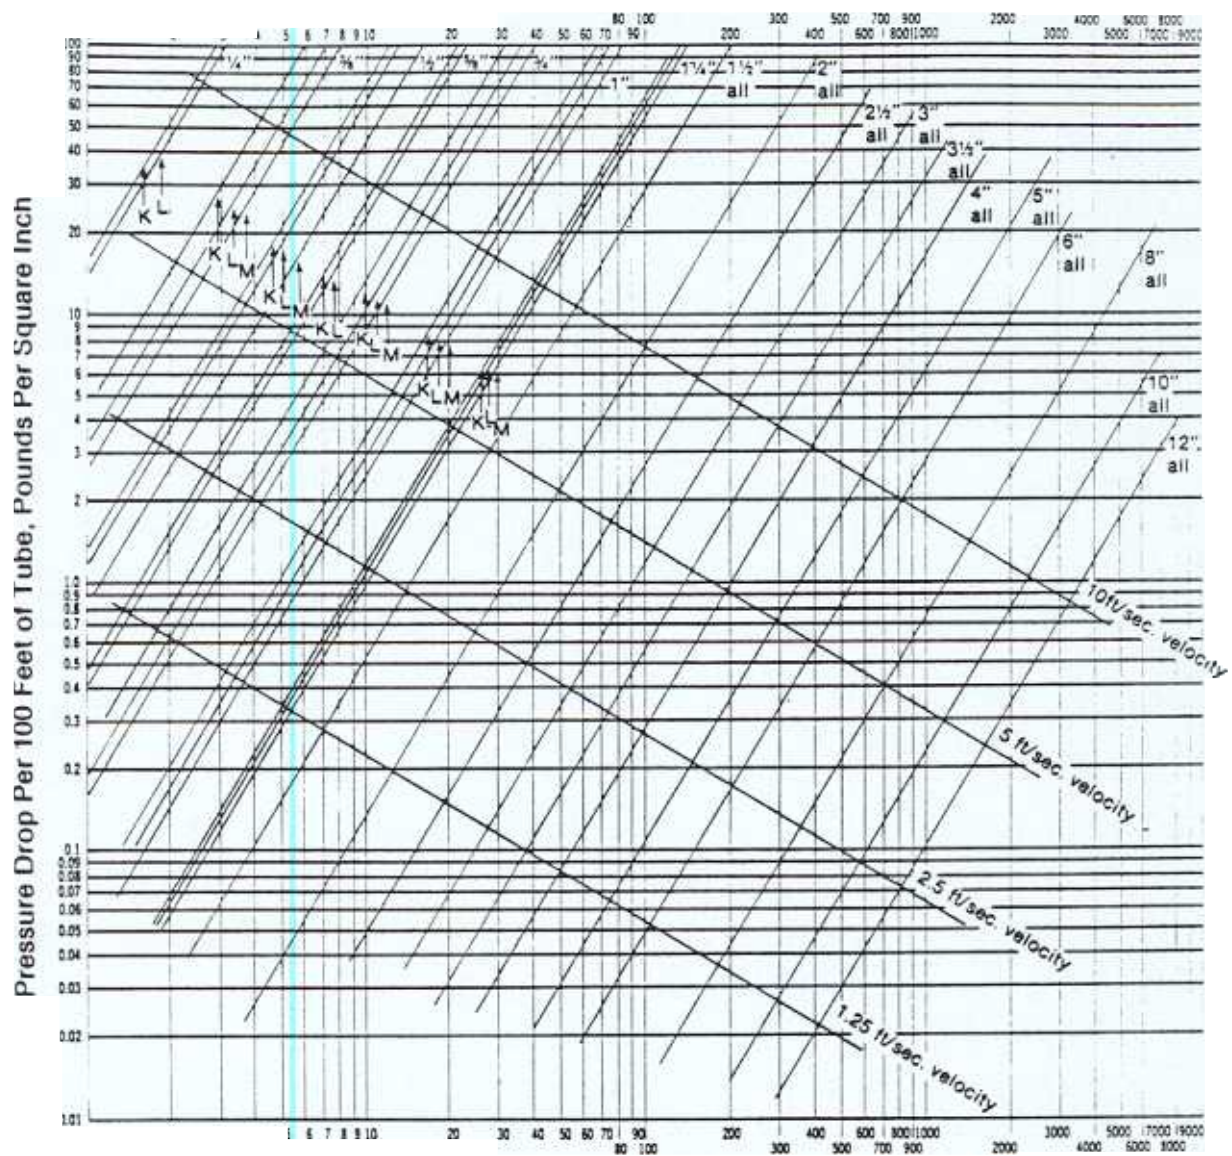 80 100
2 3 4 5 6 7 8 9 10 20 30 40 50 60 70 90 200 300 400 500 600 700 800 900 1000 2000 3000 4000 5000 6000 7000 8000 9000
Pressure Drop Per 100 Feet of Tube, Pounds Per Square Inch
100
90
80
70
60
50
40
30
20
10
9
8
7
6
5
4
3
2
1.0
0.9
0.8
0.7
0.6
0.5
0.4
0.3
0.2
0.1
0.09
0.08
0.07
0.06
0.05
0.04
0.03
0.02
0.01
¼" ⅜" ½" ⅝" ¾" 1" 1¼" 1½" all 2" all
2½" all 3" all
3½" all
4" all 5" all
6" all 8" all
10" all
12" all
K L
K L M
K L M
K L
K L M
K L M
K L M
10ft/sec. velocity
5 ft/sec. velocity
2.5 ft/sec. velocity
1.25 ft/sec. velocity
5 6 7 8 9 10 20 30 40 50 60 70 90 200 300 400 500 600 700 800 1000 2000 3000 4000 5000 7000 9000
80 100 900 6000 8000